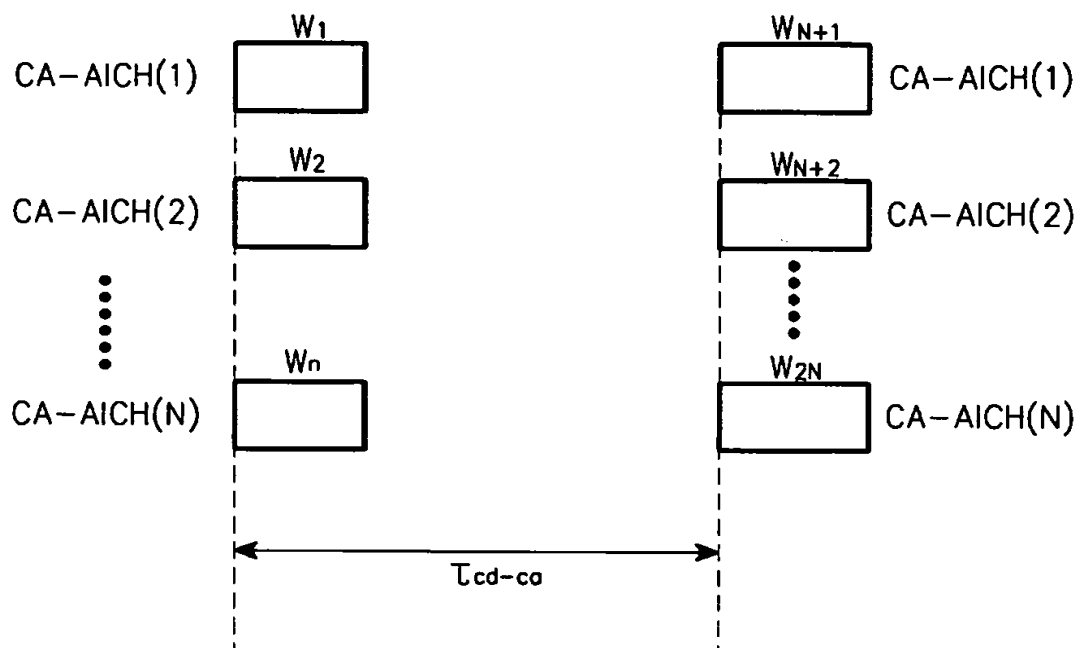 W1
WN+1
CA-AICH(1)
CA-AICH(1)
W2
WN+2
CA-AICH(2)
CA-AICH(2)
Wn
W2N
CA-AICH(N)
CA-AICH(N)
τcd-ca